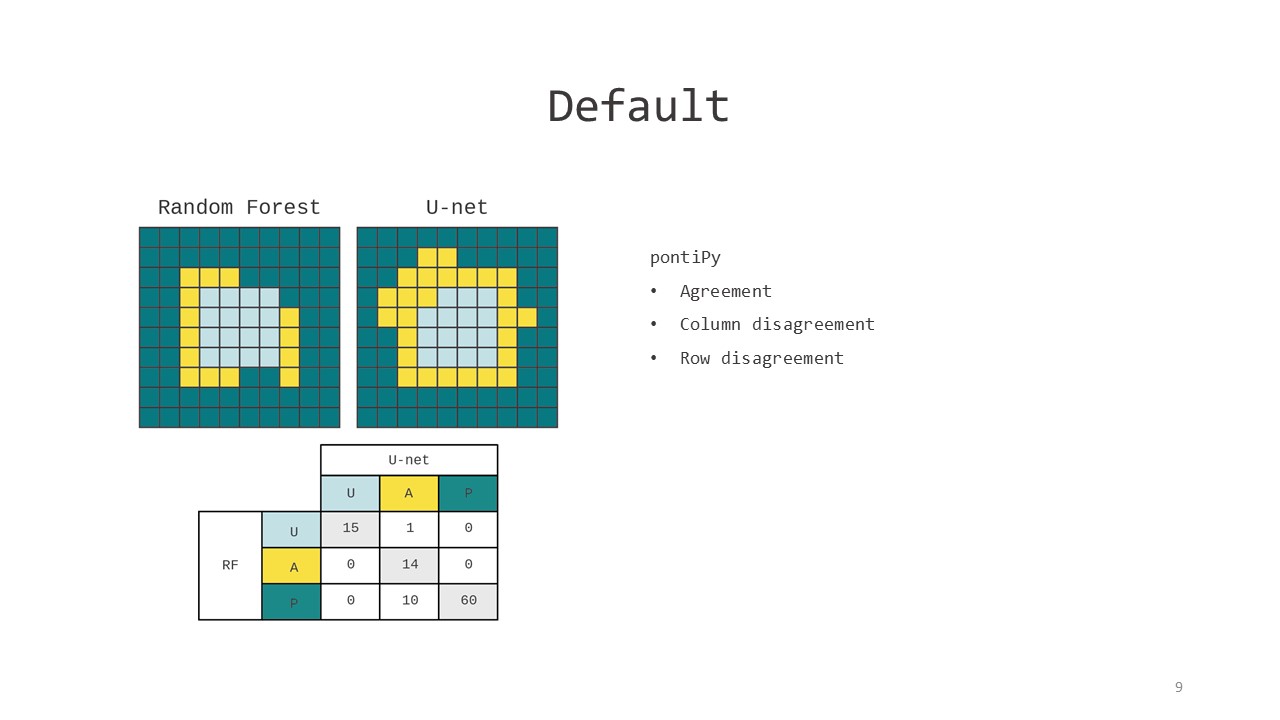 Default
Random Forest
U-net
pontiPy
• Agreement
• Column disagreement
• Row disagreement
U-net
U A P
U 15 1 0
RF A 0 14 0
P 0 10 60
9